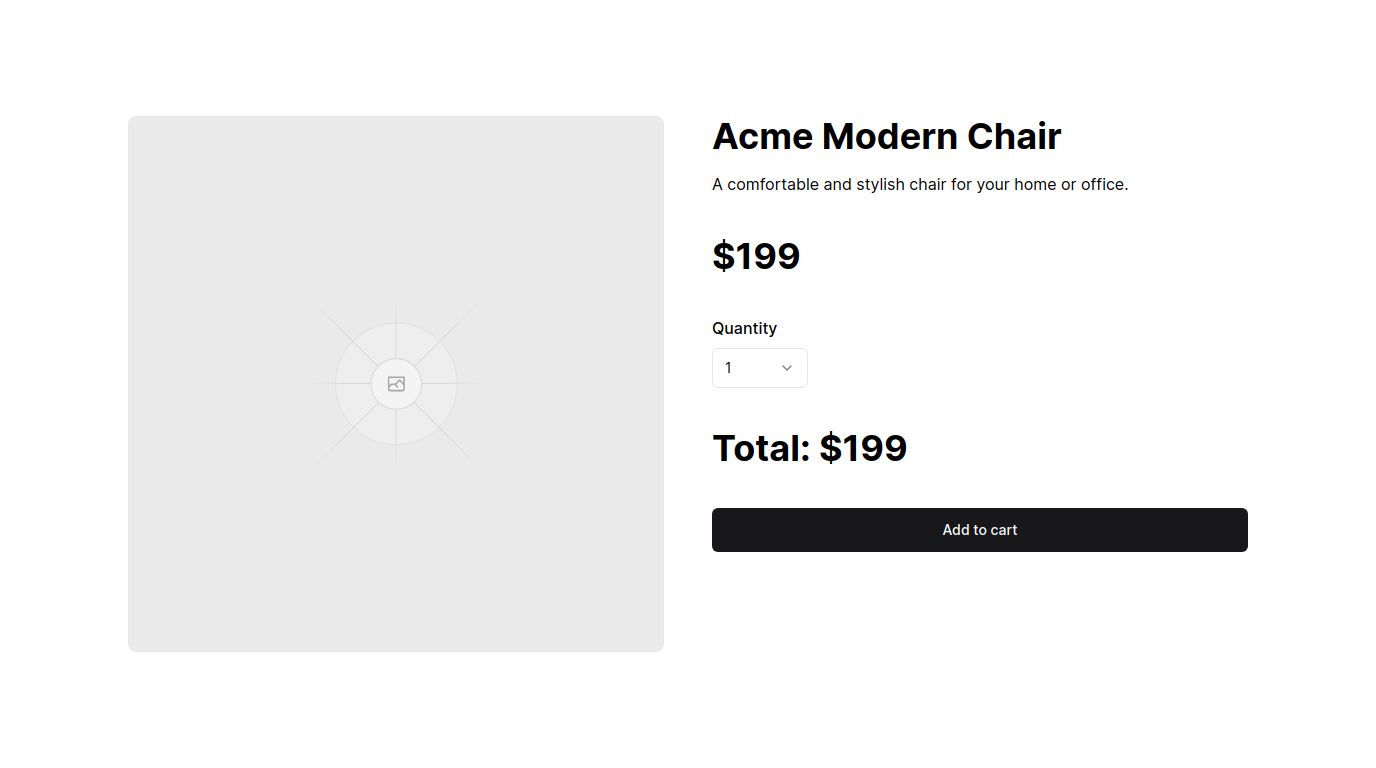 Acme Modern Chair
A comfortable and stylish chair for your home or office.
$199
Quantity
1
Total: $199
Add to cart